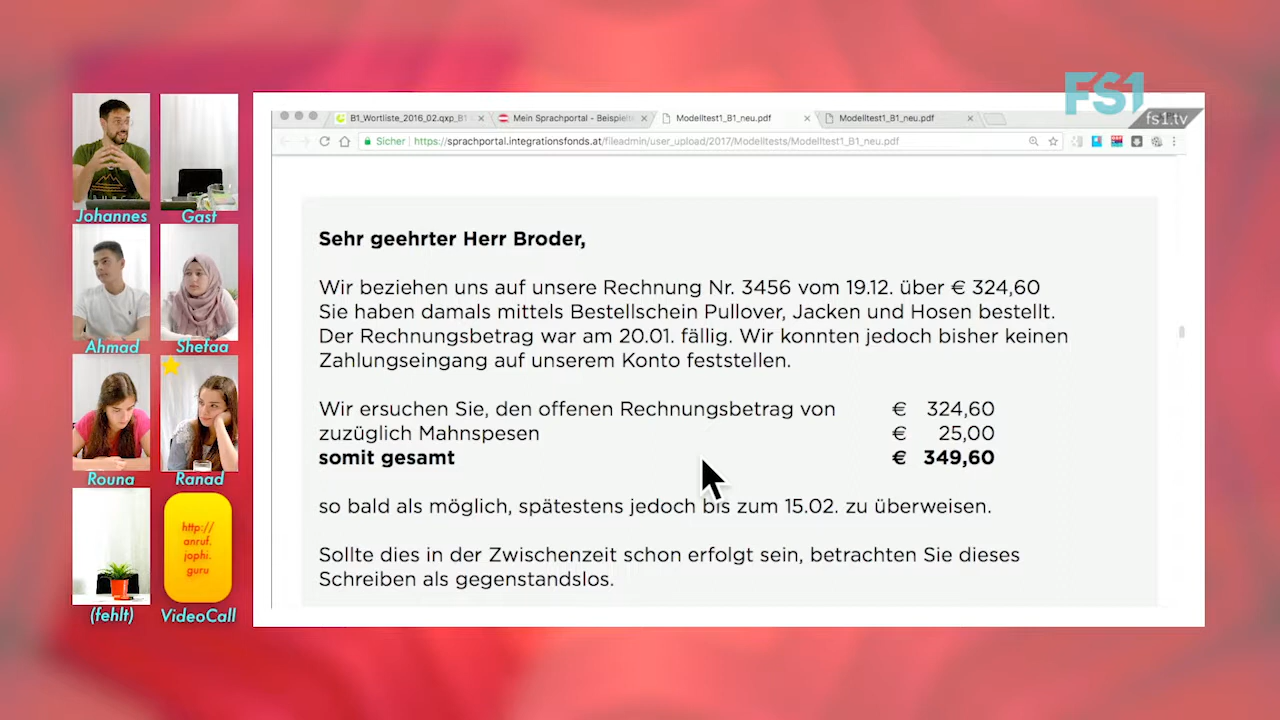 FS1
fs1.tv
B1_Wortliste_2016_02.qxp_B1
Mein Sprachportal - Beispiele
Modelltest1_B1_neu.pdf
Modelltest1_B1_neu.pdf
Sicher
https://sprachportal.integrationsfonds.at/fileadmin/user_upload/2017/Modelltests/Modelltest1_B1_neu.pdf
Johannes
Gast
Ahmad
Shefaa
Rouna
Ranad
(fehlt)
http://
anruf.
jophi.
guru
VideoCall
Sehr geehrter Herr Broder,
Wir beziehen uns auf unsere Rechnung Nr. 3456 vom 19.12. über € 324,60
Sie haben damals mittels Bestellschein Pullover, Jacken und Hosen bestellt.
Der Rechnungsbetrag war am 20.01. fällig. Wir konnten jedoch bisher keinen
Zahlungseingang auf unserem Konto feststellen.
Wir ersuchen Sie, den offenen Rechnungsbetrag von € 324,60
zuzüglich Mahnspesen € 25,00
somit gesamt € 349,60
so bald als möglich, spätestens jedoch bis zum 15.02. zu überweisen.
Sollte dies in der Zwischenzeit schon erfolgt sein, betrachten Sie dieses
Schreiben als gegenstandslos.